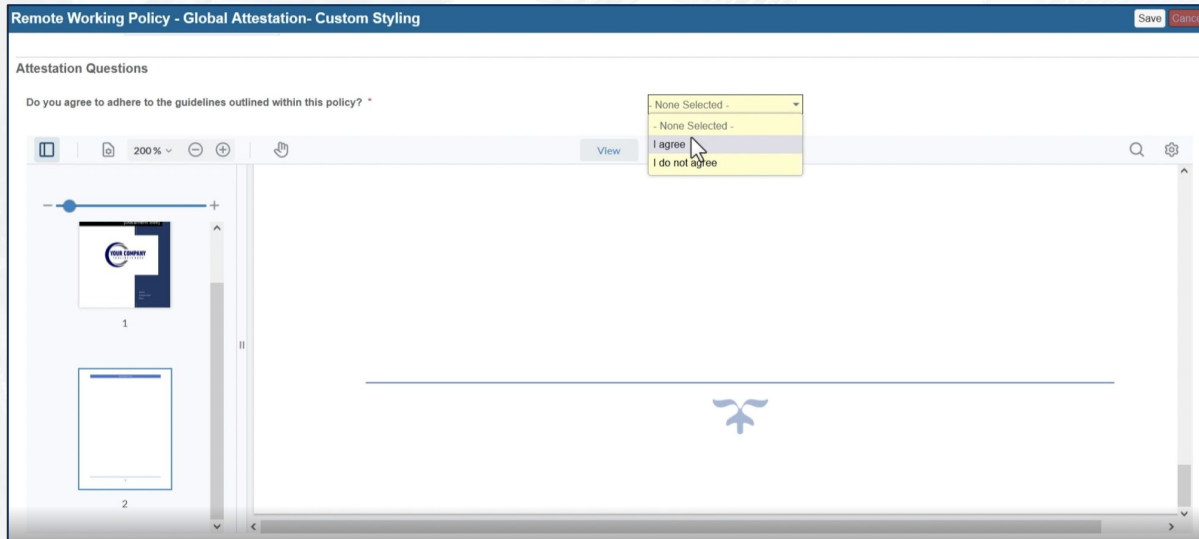 Remote Working Policy - Global Attestation- Custom Styling
Save
Cance
Attestation Questions
Do you agree to adhere to the guidelines outlined within this policy? *
- None Selected -
- None Selected -
I agree
I do not agree
200 %
View
YOUR COMPANY
1
2